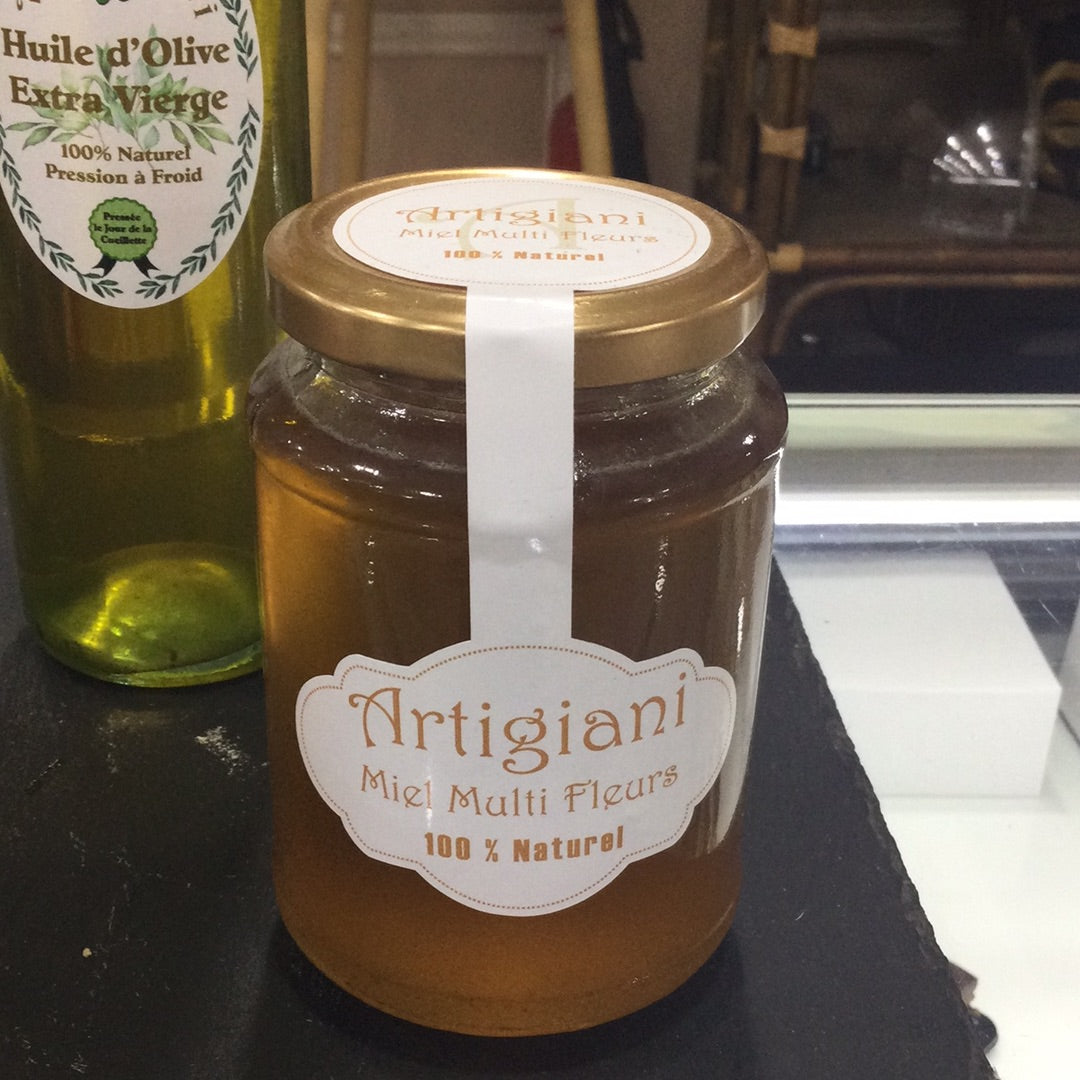 Huile d'Olive
Extra Vierge
100% Naturel
Pression à Froid
Pressée
le Jour de la
Cueillette
Artigiani
Miel Multi Fleurs
100 % Naturel
Artigiani
Miel Multi Fleurs
100 % Naturel